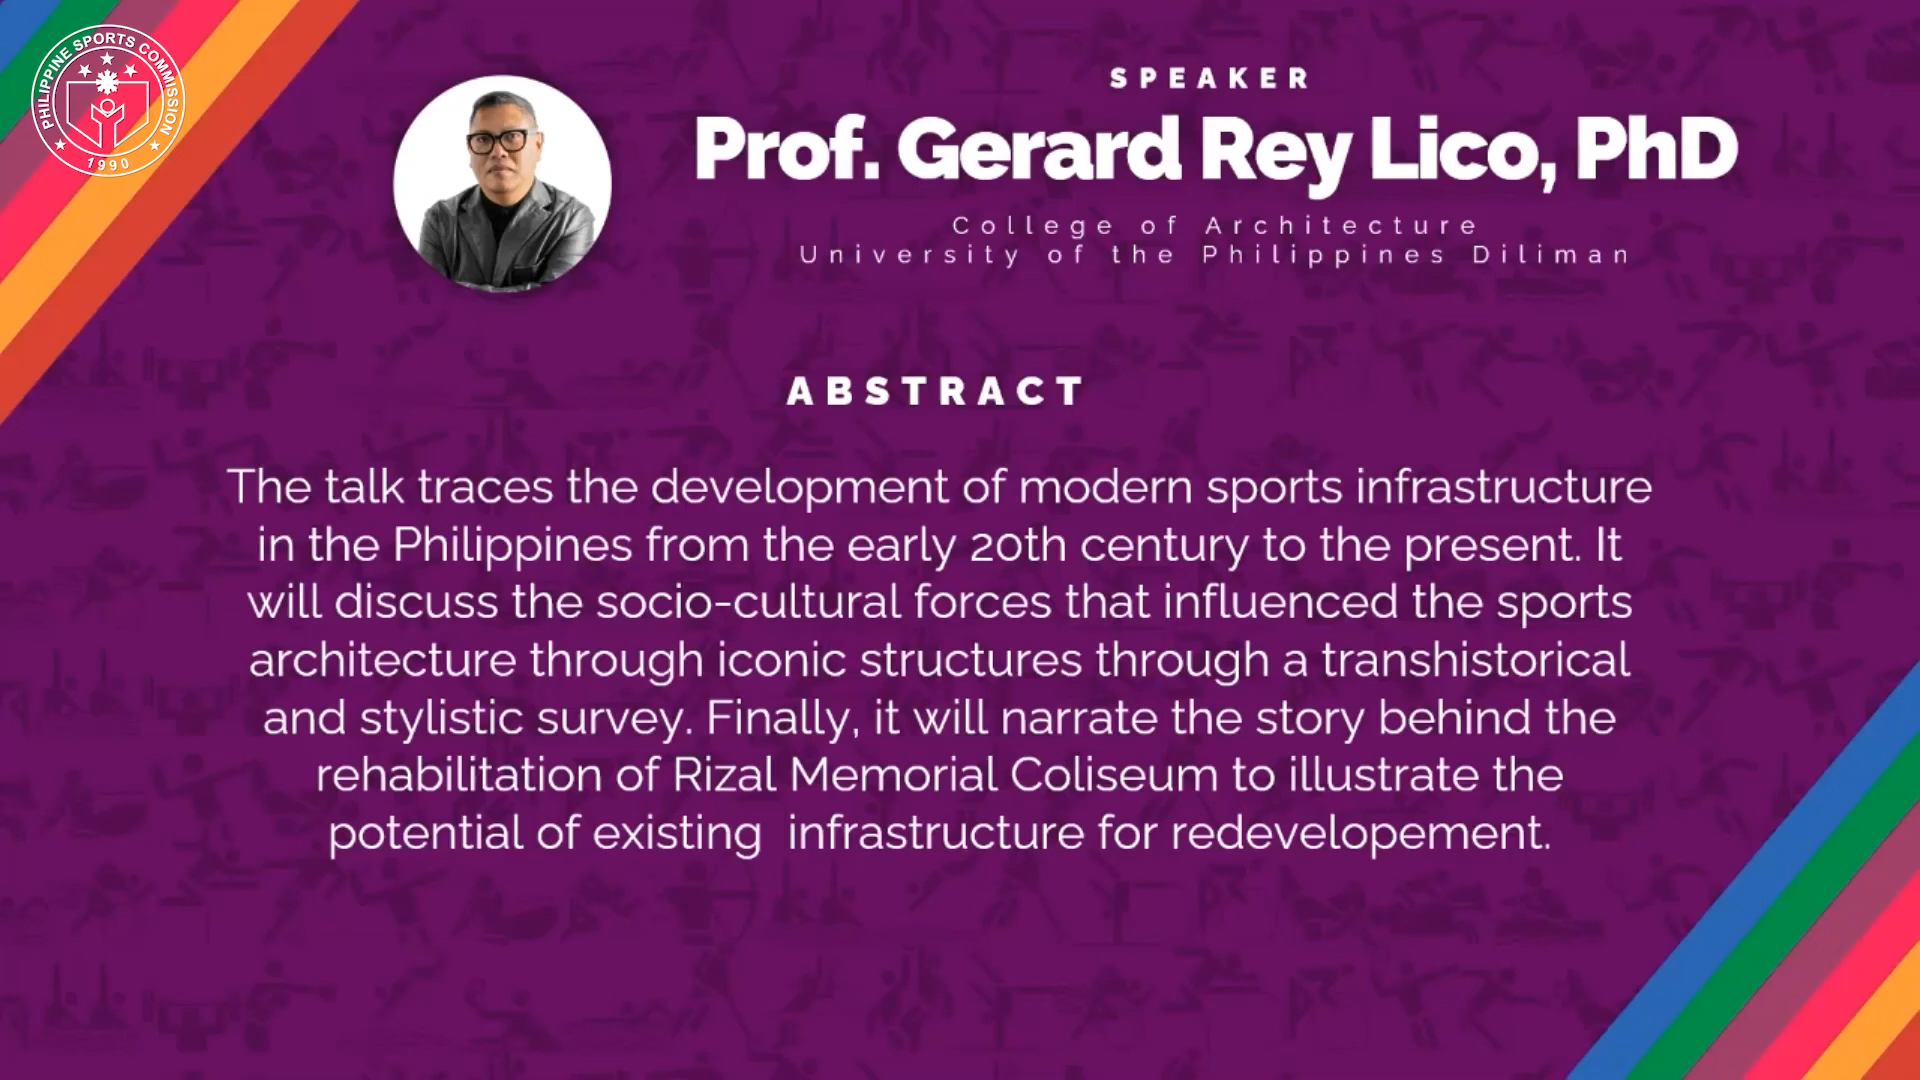 PHILIPPINE SPORTS COMMISSION
1990
SPEAKER
Prof. Gerard Rey Lico, PhD
College of Architecture
University of the Philippines Diliman
ABSTRACT
The talk traces the development of modern sports infrastructure
in the Philippines from the early 20th century to the present. It
will discuss the socio-cultural forces that influenced the sports
architecture through iconic structures through a transhistorical
and stylistic survey. Finally, it will narrate the story behind the
rehabilitation of Rizal Memorial Coliseum to illustrate the
potential of existing  infrastructure for redevelopement.